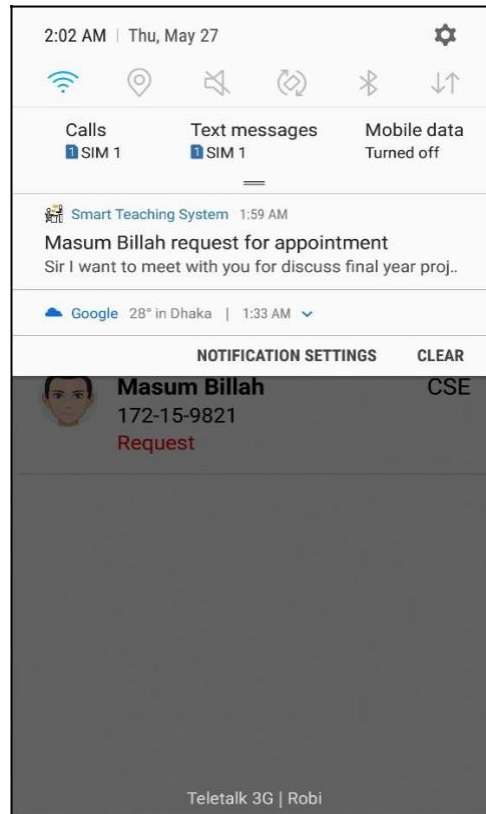 2:02 AM | Thu, May 27
Calls Text messages Mobile data
1 SIM 1 1 SIM 1 Turned off
Smart Teaching System 1:59 AM
Masum Billah request for appointment
Sir I want to meet with you for discuss final year proj..
Google 28° in Dhaka | 1:33 AM
NOTIFICATION SETTINGS CLEAR
Masum Billah CSE
172-15-9821
Request
Teletalk 3G | Robi